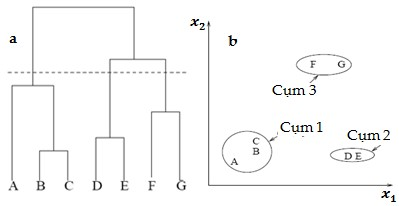 a
A B C D E F G
x2
b
F G
Cụm 3
Cụm 1
C
B
A
Cụm 2
D E
x1